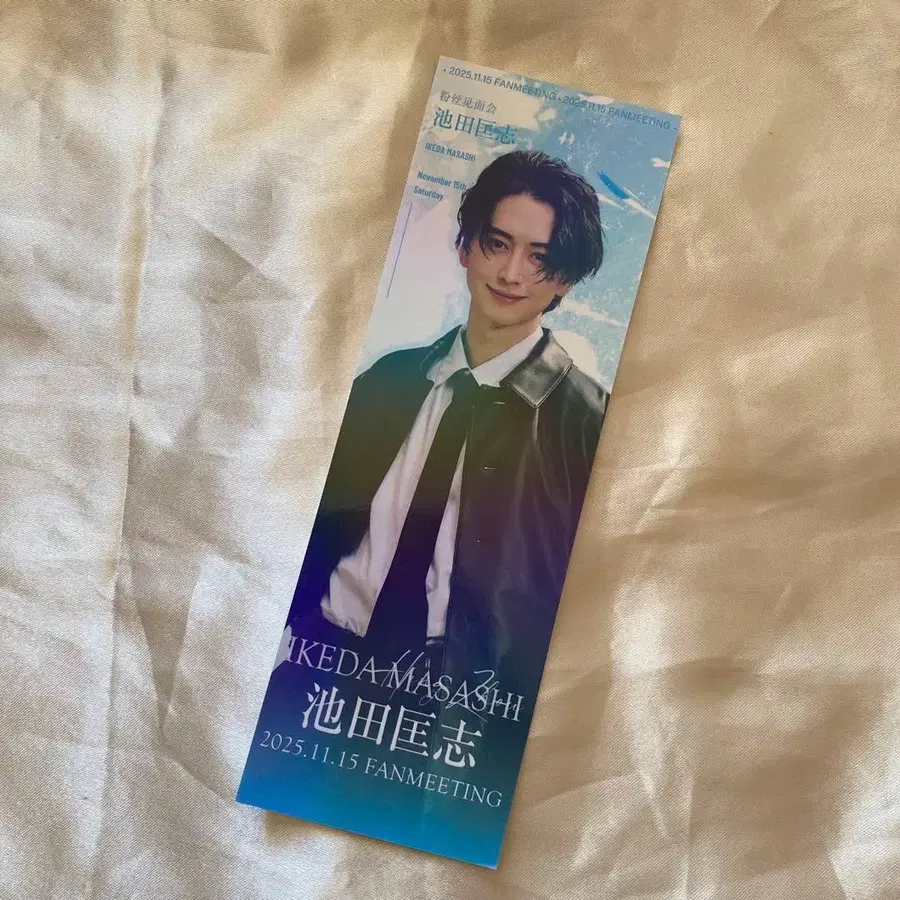 • 2025.11.15 FANMEETING • 2025.11.15 FANMEETING •
粉丝见面会
池田匡志
IKEDA MASASHI
November 15th
Saturday
IKEDA MASASHI
池田匡志
2025.11.15 FANMEETING